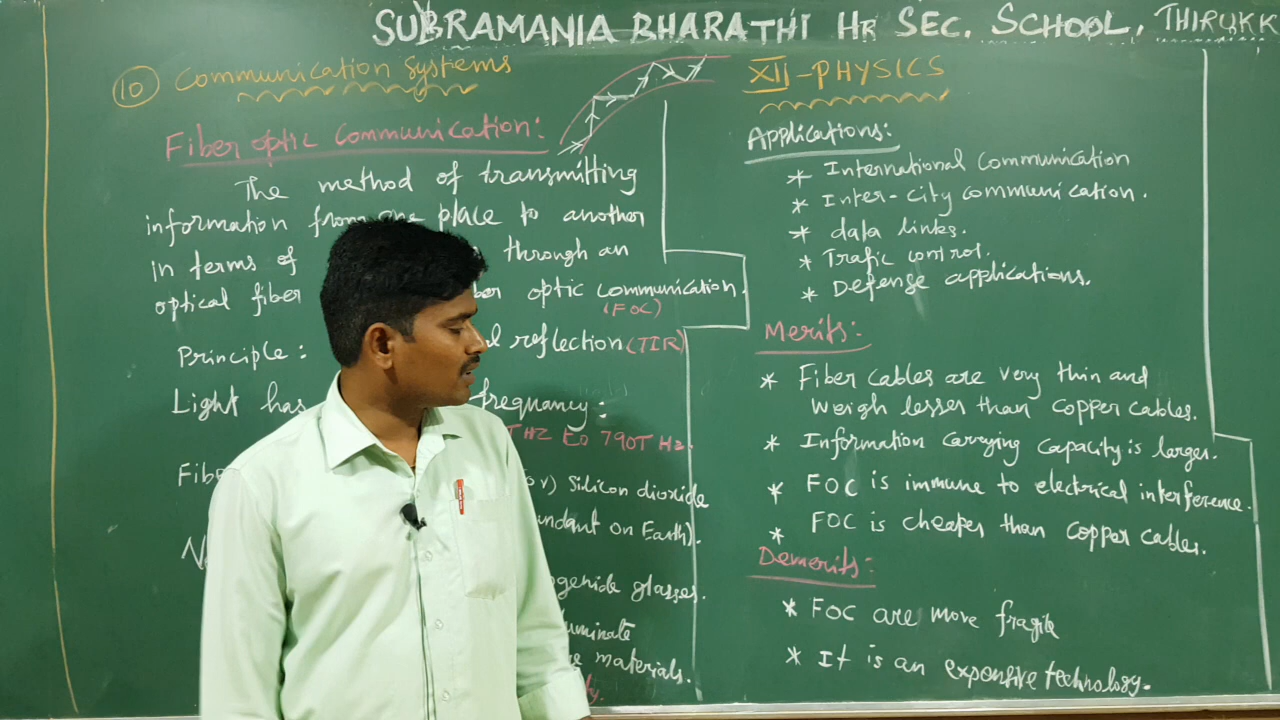 SUBRAMANIA BHARATHI HR SEC. SCHOOL, THIRUKK
10 Communication Systems
Fiber optic Communication:
The method of transmitting
information from one place to another
in terms of through an
optical fiber optic communication.
(FOC)
Principle: reflection (TIR)
Light has frequancy:
THZ to 790THz.
Silicon dioxide
on Earth).
glasses.
materials.
XII-PHYSICS
Applications:
* International Communication
* Inter-city communication.
* data links.
* Trafic control.
* Defense applications.
Merits:
* Fiber cables are very thin and
weigh lesser than copper cables.
* Information Carrying Capacity is larger.
* FOC is immune to electrical interference.
* FOC is cheaper than copper cables.
Demerits:
* FOC are more fragile
* It is an expensive technology.